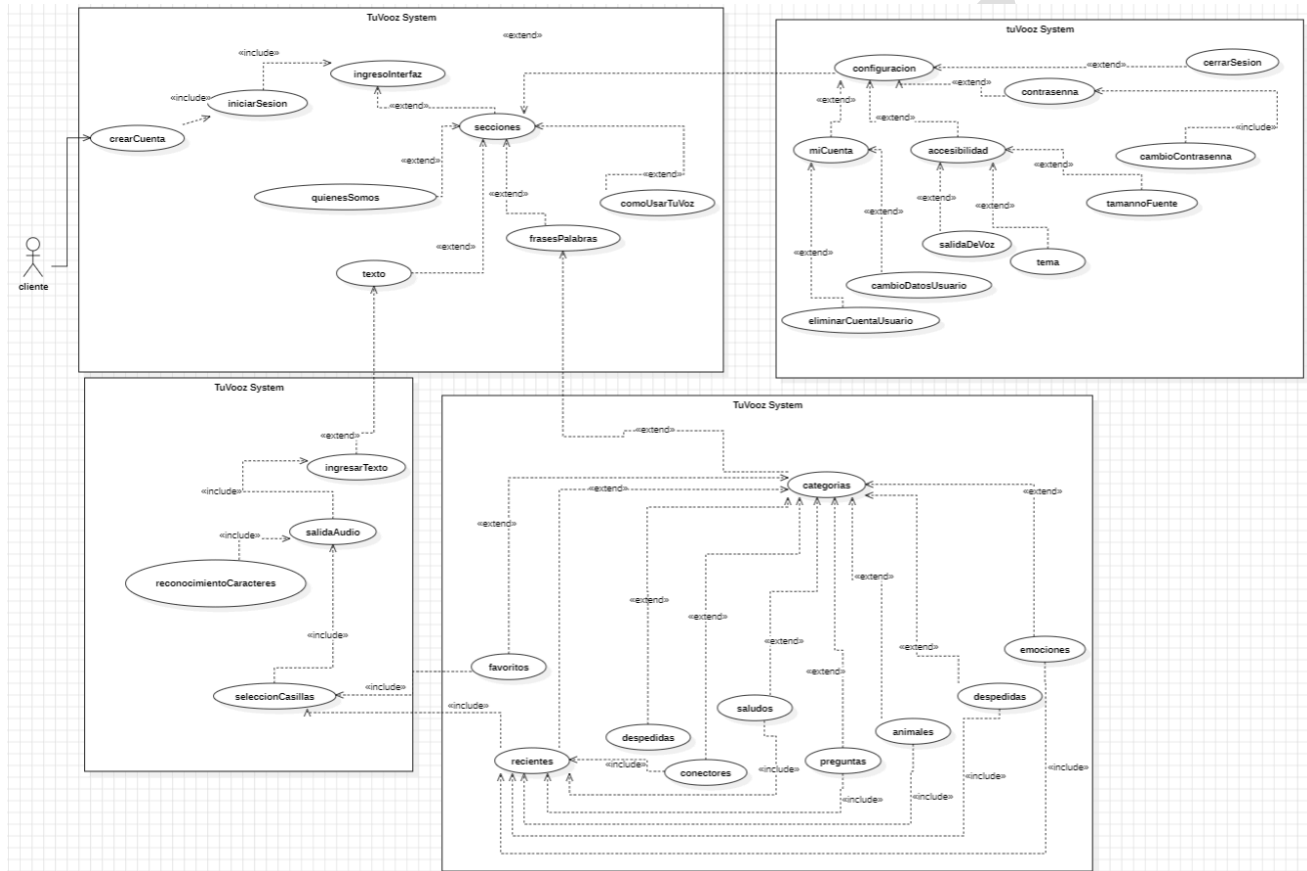 TuVooz System
«extend»
«include»
ingresoInterfaz
«include»
iniciarSesion
«extend»
secciones
crearCuenta
«extend»
quienesSomos
«extend»
«extend»
comoUsarTuVoz
frasesPalabras
«extend»
texto
cliente
tuVooz System
cerrarSesion
configuracion
«extend»
«extend»
contrasenna
«extend»
«extend»
«include»
miCuenta
accesibilidad
cambioContrasenna
«extend»
tamannoFuente
«extend»
«extend»
salidaDeVoz
«extend»
tema
cambioDatosUsuario
eliminarCuentaUsuario
TuVooz System
«extend»
ingresarTexto
«include»
salidaAudio
«include»
reconocimientoCaracteres
«include»
seleccionCasillas
TuVooz System
«extend»
categorias
«extend»
«extend»
«extend»
«extend»
«extend»
«extend»
«extend»
«extend»
«extend»
emociones
favoritos
«include»
despedidas
«include»
saludos
animales
despedidas
recientes
«include»
conectores
«include»
preguntas
«include»
«include»
«include»
«include»